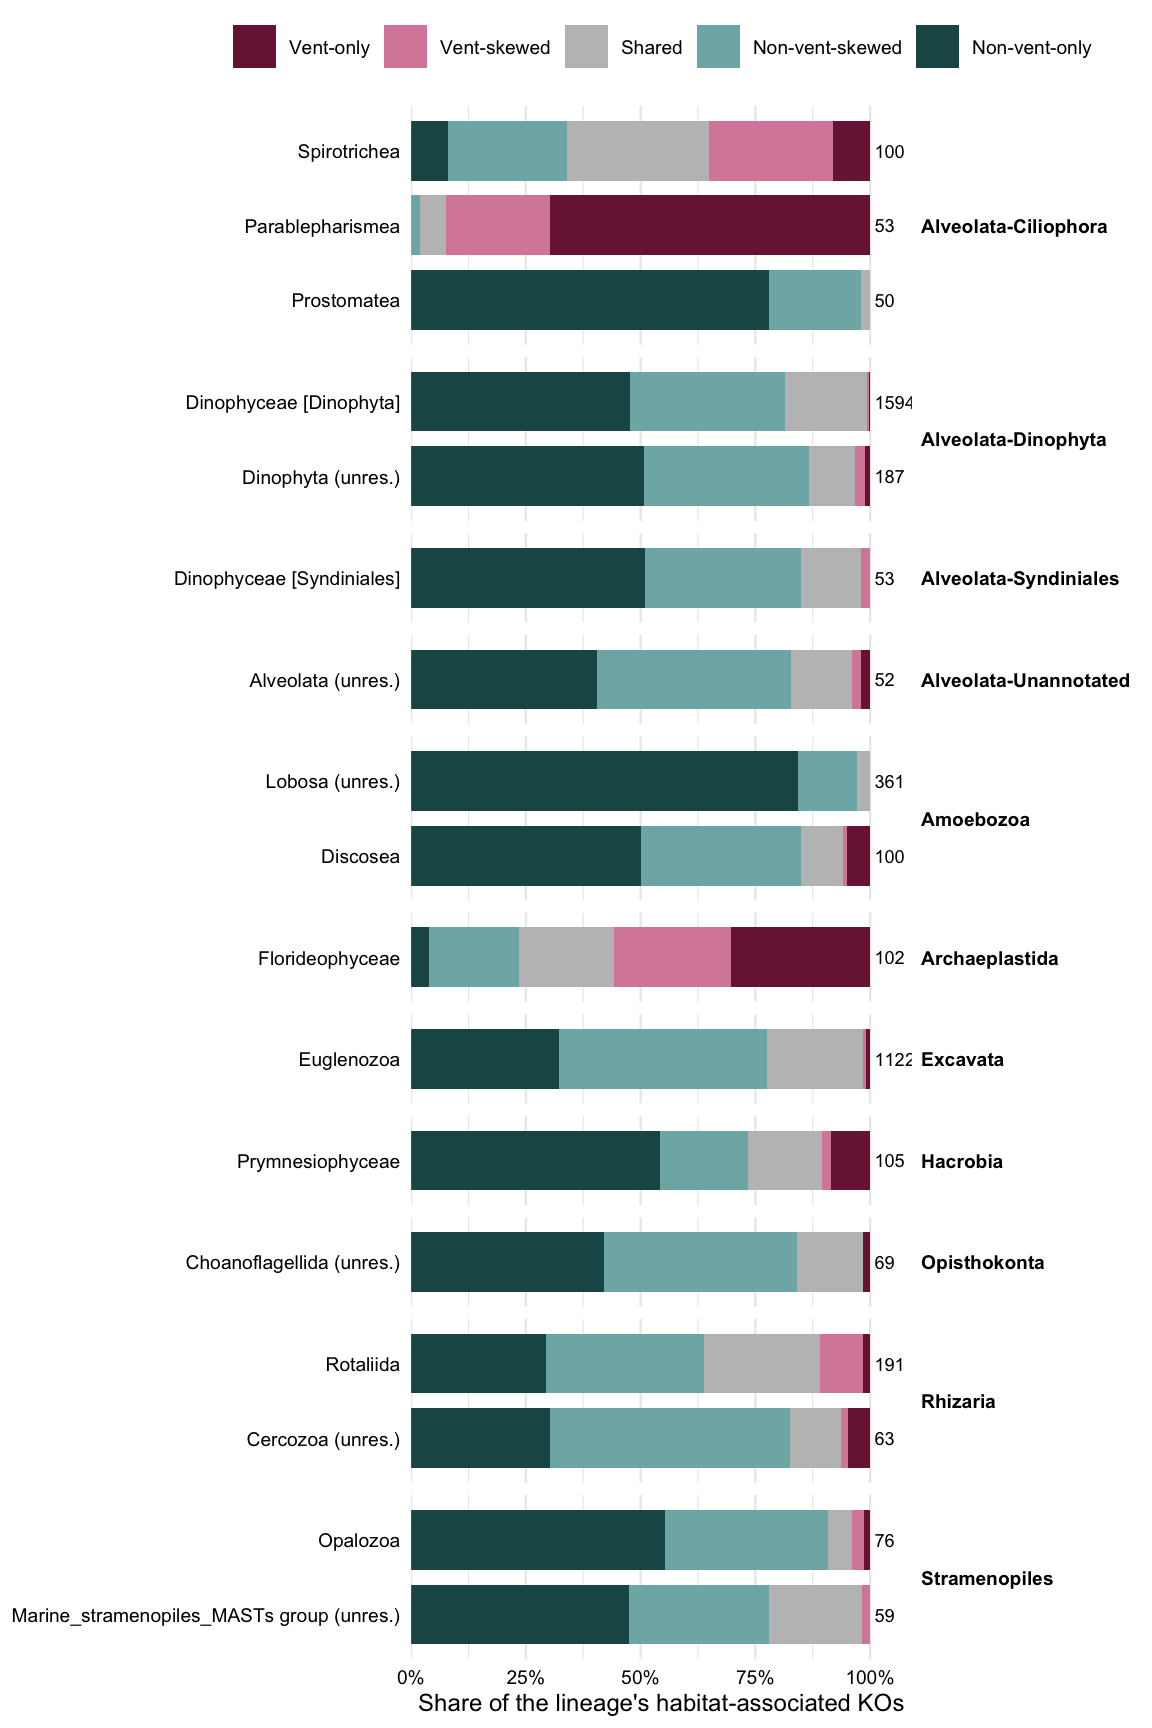 Vent-only Vent-skewed Shared Non-vent-skewed Non-vent-only
Spirotrichea 100
Parablepharismea 53 Alveolata-Ciliophora
Prostomatea 50
Dinophyceae [Dinophyta] 1594
Alveolata-Dinophyta
Dinophyta (unres.) 187
Dinophyceae [Syndiniales] 53 Alveolata-Syndiniales
Alveolata (unres.) 52 Alveolata-Unannotated
Lobosa (unres.) 361
Amoebozoa
Discosea 100
Florideophyceae 102 Archaeplastida
Euglenozoa 1122 Excavata
Prymnesiophyceae 105 Hacrobia
Choanoflagellida (unres.) 69 Opisthokonta
Rotaliida 191
Rhizaria
Cercozoa (unres.) 63
Opalozoa 76
Stramenopiles
Marine_stramenopiles_MASTs group (unres.) 59
0% 25% 50% 75% 100%
Share of the lineage's habitat-associated KOs